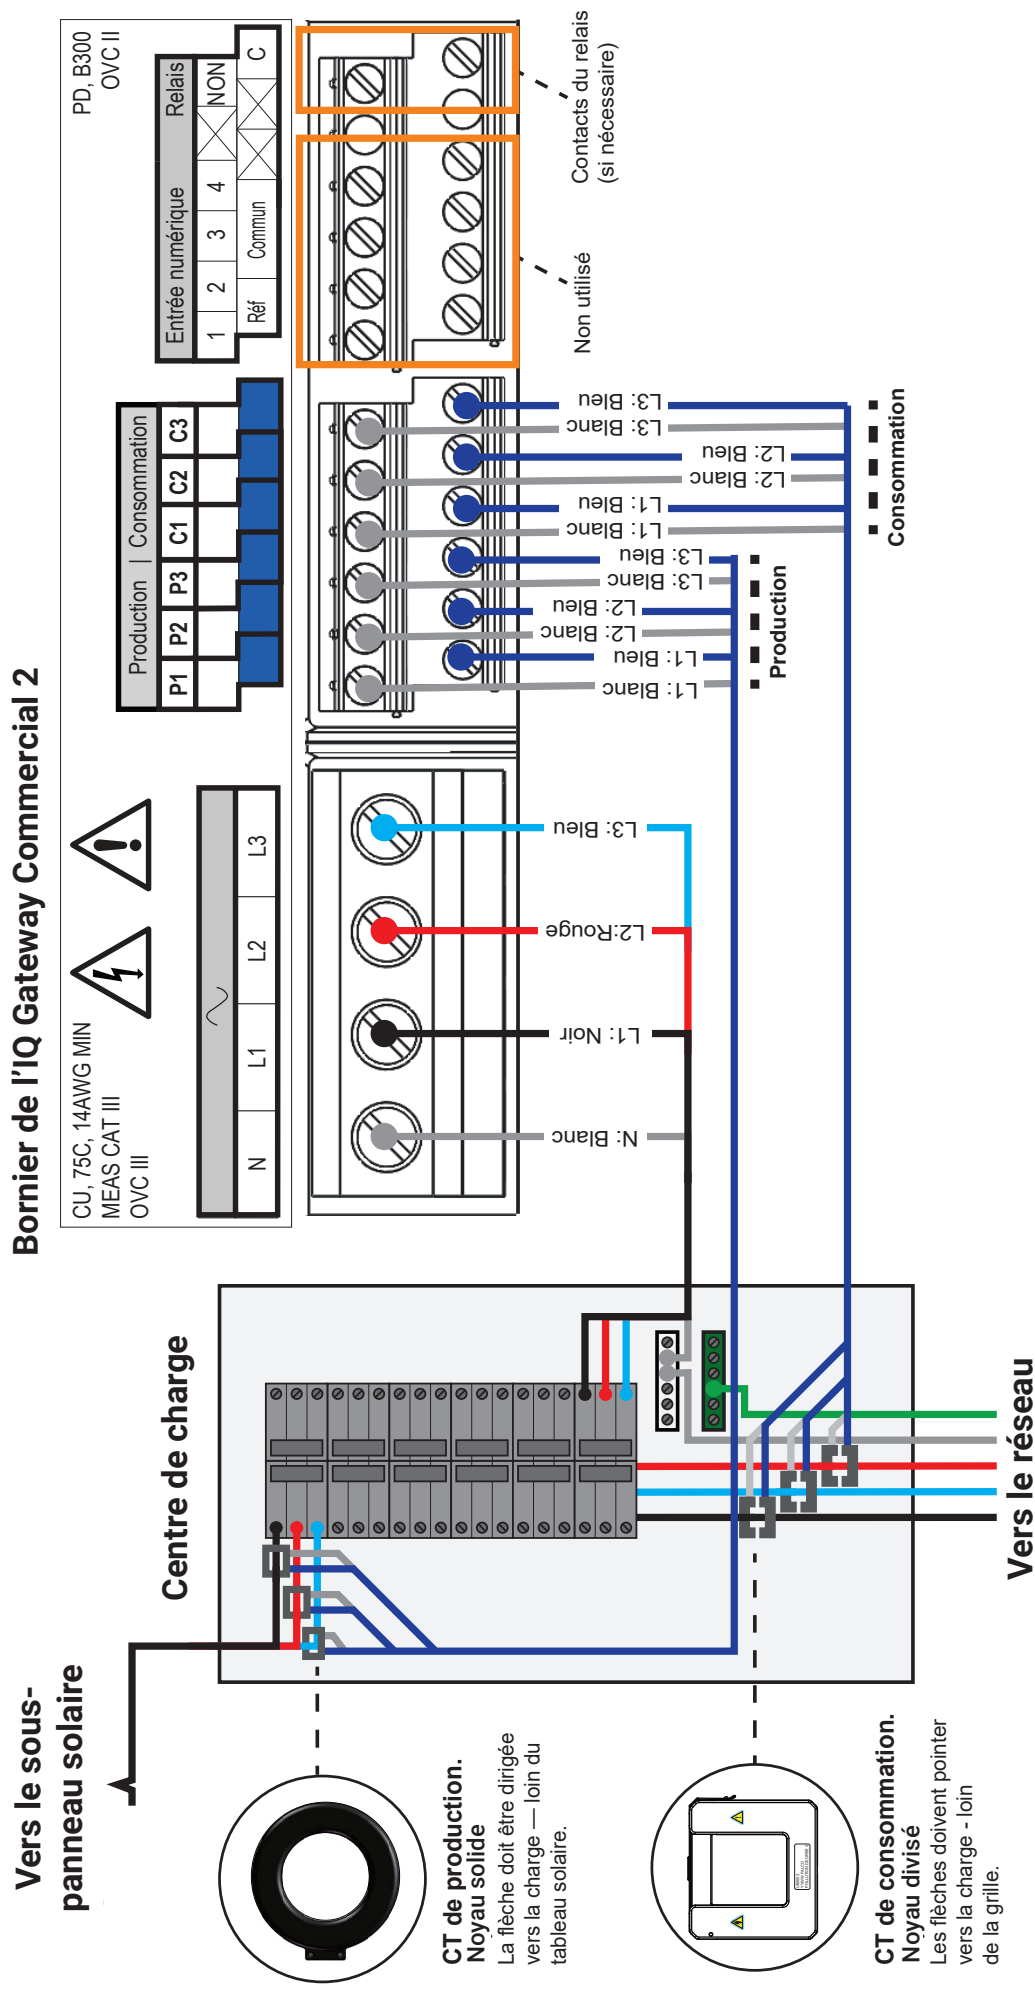 Bornier de l'IQ Gateway Commercial 2
CU, 75C, 14AWG MIN
MEAS CAT III
OVC III
PD, B300
OVC II
N
L1
L2
L3
Production | Consommation
P1
P2
P3
C1
C2
C3
Entrée numérique
Relais
1
2
3
4
NON
Réf
Commun
C
N: Blanc
L1: Noir
L2:Rouge
L3: Bleu
L1: Blanc
L1: Bleu
L2: Blanc
L2: Bleu
L3: Blanc
L3: Bleu
L1: Blanc
L1: Bleu
L2: Blanc
L2: Bleu
L3: Blanc
L3: Bleu
Production
Consommation
Non utilisé
Contacts du relais
(si nécessaire)
Vers le sous-
panneau solaire
Centre de charge
Vers le réseau
CT de production.
Noyau solide
La flèche doit être dirigée
vers la charge — loin du
tableau solaire.
CT de consommation.
Noyau divisé
Les flèches doivent pointer
vers la charge - loin
de la grille.